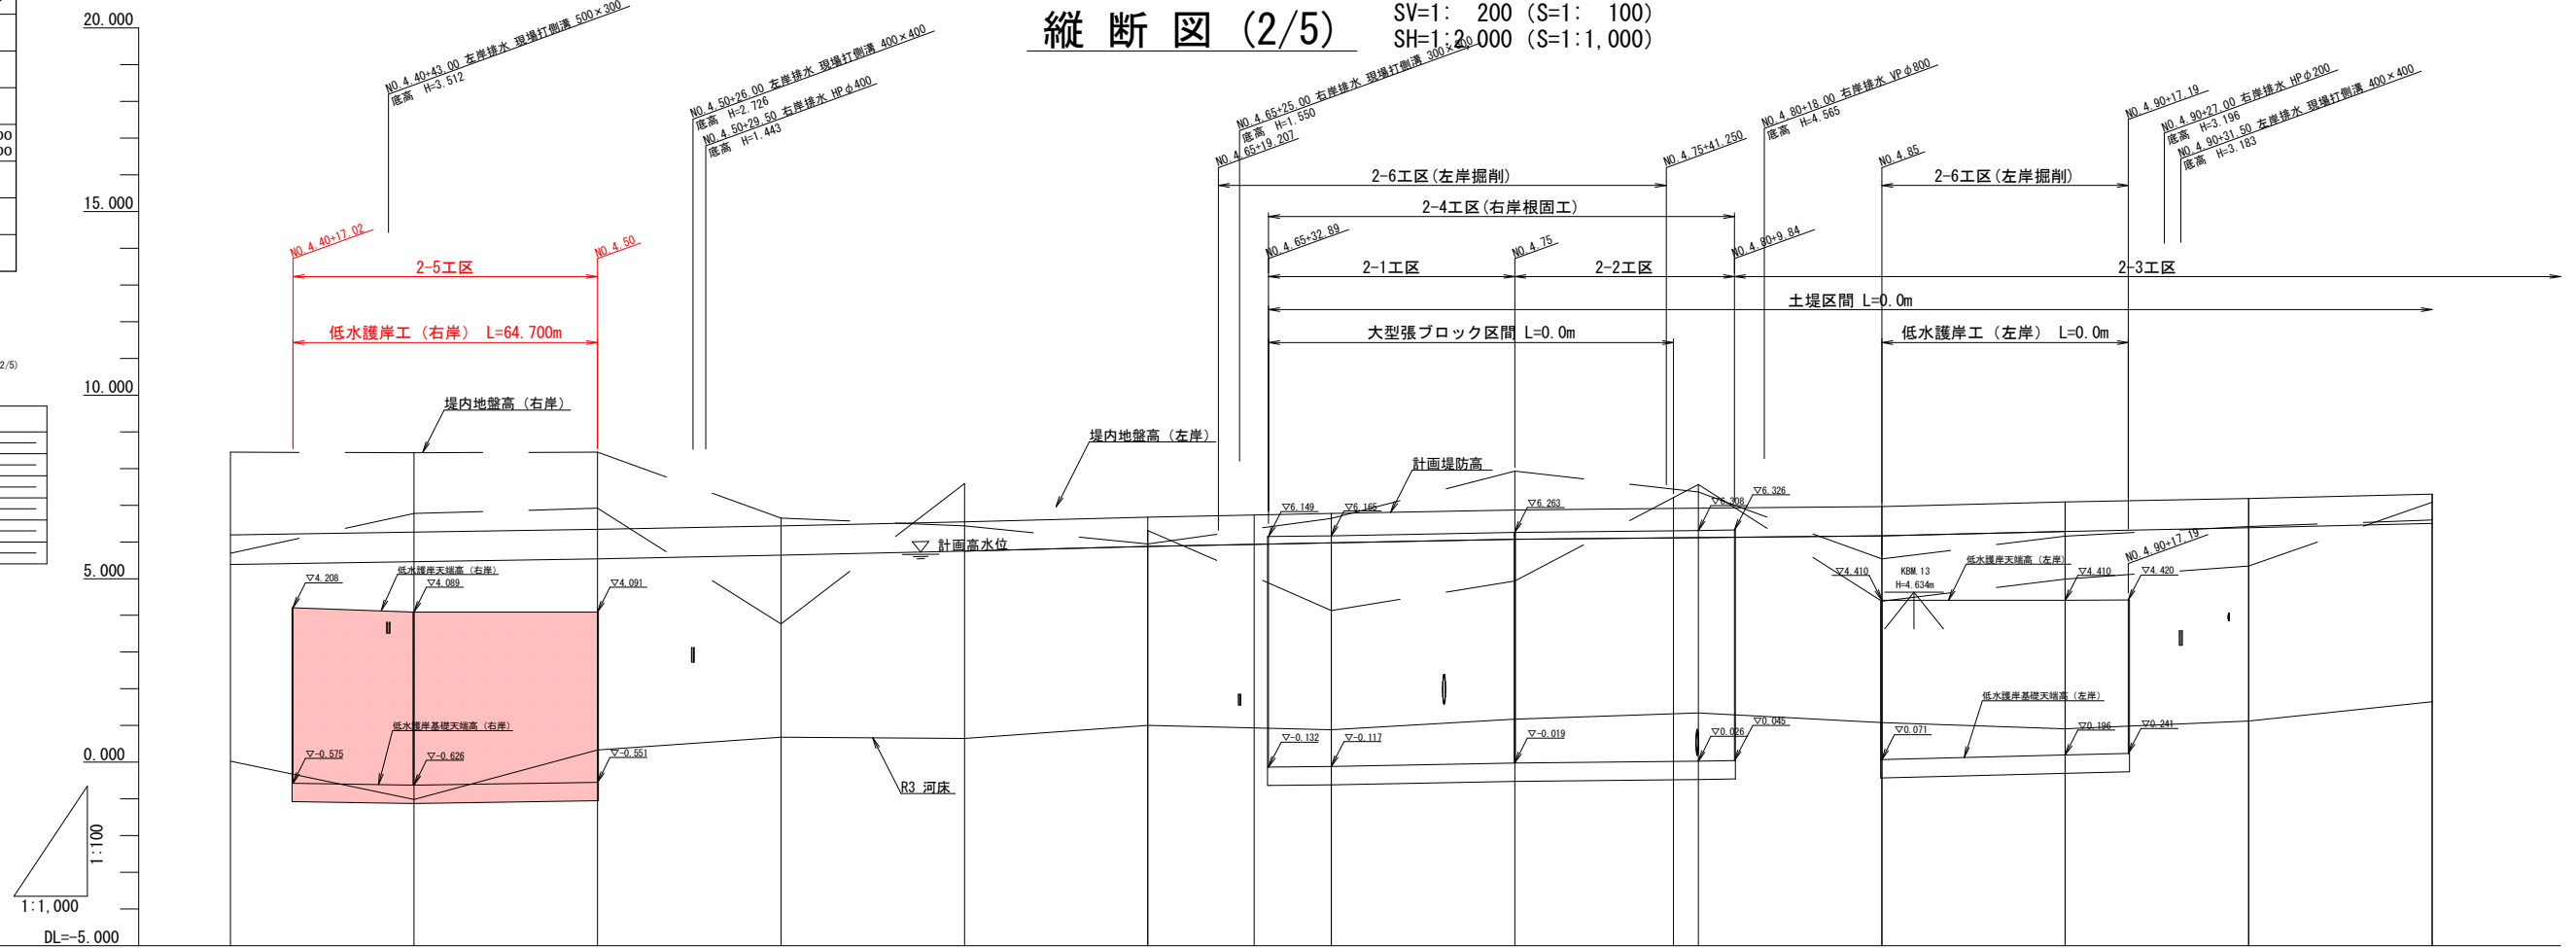 縦断図 (2/5)
SV=1: 200 (S=1: 100)
SH=1:2,000 (S=1:1,000)
20.000
15.000
10.000
5.000
0.000
DL=-5.000
00
00
2/5)
1:100
1:1,000
NO.4.40+43.00 左岸排水 現場打側溝 500×300
底高 H=3.512
NO.4.50+26.00 左岸排水 現場打側溝 400×400
底高 H=2.726
NO.4.50+29.50 右岸排水 HPφ400
底高 H=1.443
NO.4.65+25.00 右岸排水 現場打側溝 300×300
底高 H=1.550
NO.4.65+19.207
NO.4.75+41.250
NO.4.80+18.00 右岸排水 VPφ800
底高 H=4.565
NO.4.85
NO.4.90+17.19
NO.4.90+27.00 右岸排水 HPφ200
底高 H=3.196
NO.4.90+31.50 左岸排水 現場打側溝 400×400
底高 H=3.183
2-6工区(左岸掘削)
2-6工区(左岸掘削)
2-4工区(右岸根固工)
NO.4.40+17.02
NO.4.50
NO.4.65+32.89
NO.4.75
NO.4.80+9.84
2-5工区
2-1工区
2-2工区
2-3工区
土堤区間 L=0.0m
低水護岸工（右岸） L=64.700m
大型張ブロック区間 L=0.0m
低水護岸工（左岸） L=0.0m
堤内地盤高（右岸）
堤内地盤高（左岸）
計画堤防高
計画高水位
▽6.149
▽6.165
▽6.263
▽6.308
▽6.326
NO.4.90+17.19
低水護岸天端高（右岸）
▽4.208
▽4.089
▽4.091
▽4.410
KBM.13
H=4.634m
低水護岸天端高（左岸）
▽4.410
▽4.420
低水護岸基礎天端高（右岸）
低水護岸基礎天端高（左岸）
▽-0.575
▽-0.626
▽-0.551
▽-0.132
▽-0.117
▽-0.019
▽0.026
▽0.045
▽0.071
▽0.196
▽0.241
R3 河床